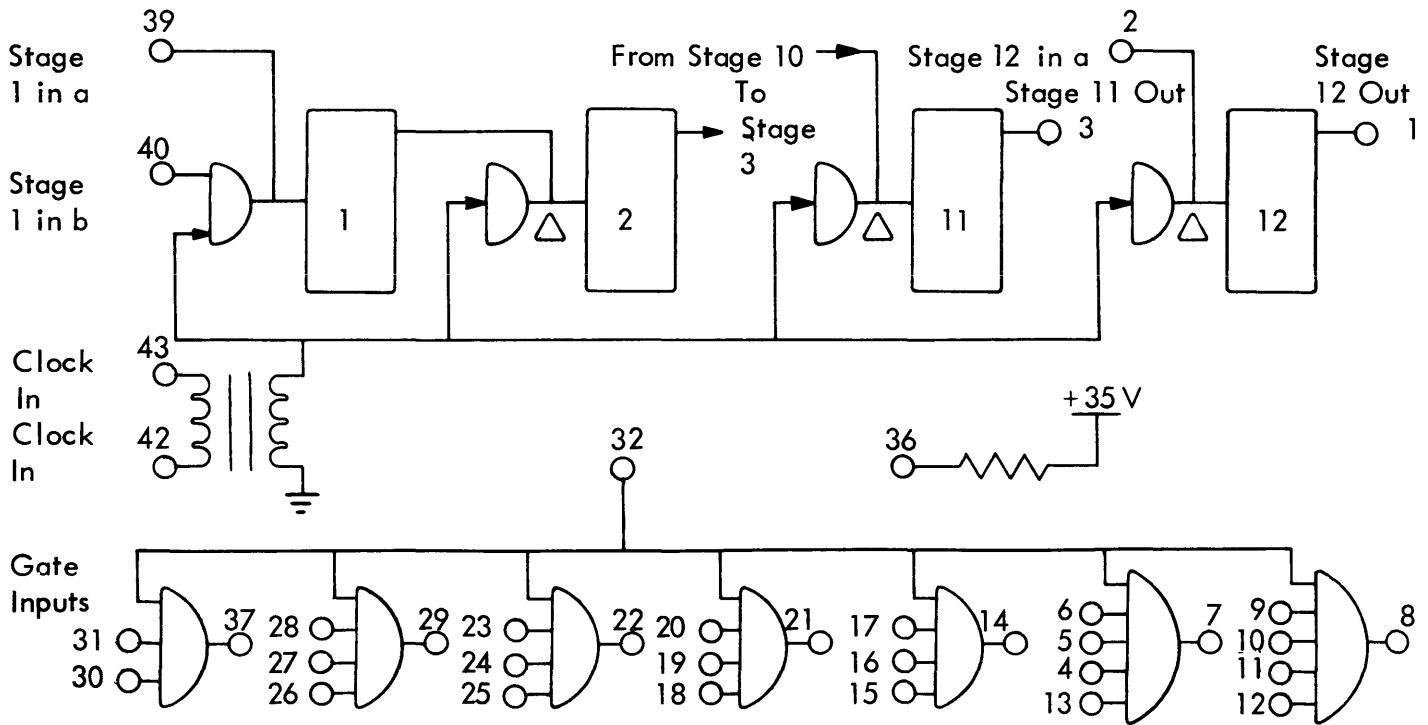 39
Stage
1 in a
40
Stage
1 in b
1
2
From Stage 10
To
Stage
3
11
Stage 12 in a
2
Stage 11 Out
3
12
Stage
12 Out
1
Clock
In
43
Clock
In
42
32
36
+35 V
Gate
Inputs
31
30
37
28
27
26
29
23
24
25
22
20
19
18
21
17
16
15
14
6
5
4
13
7
9
10
11
12
8